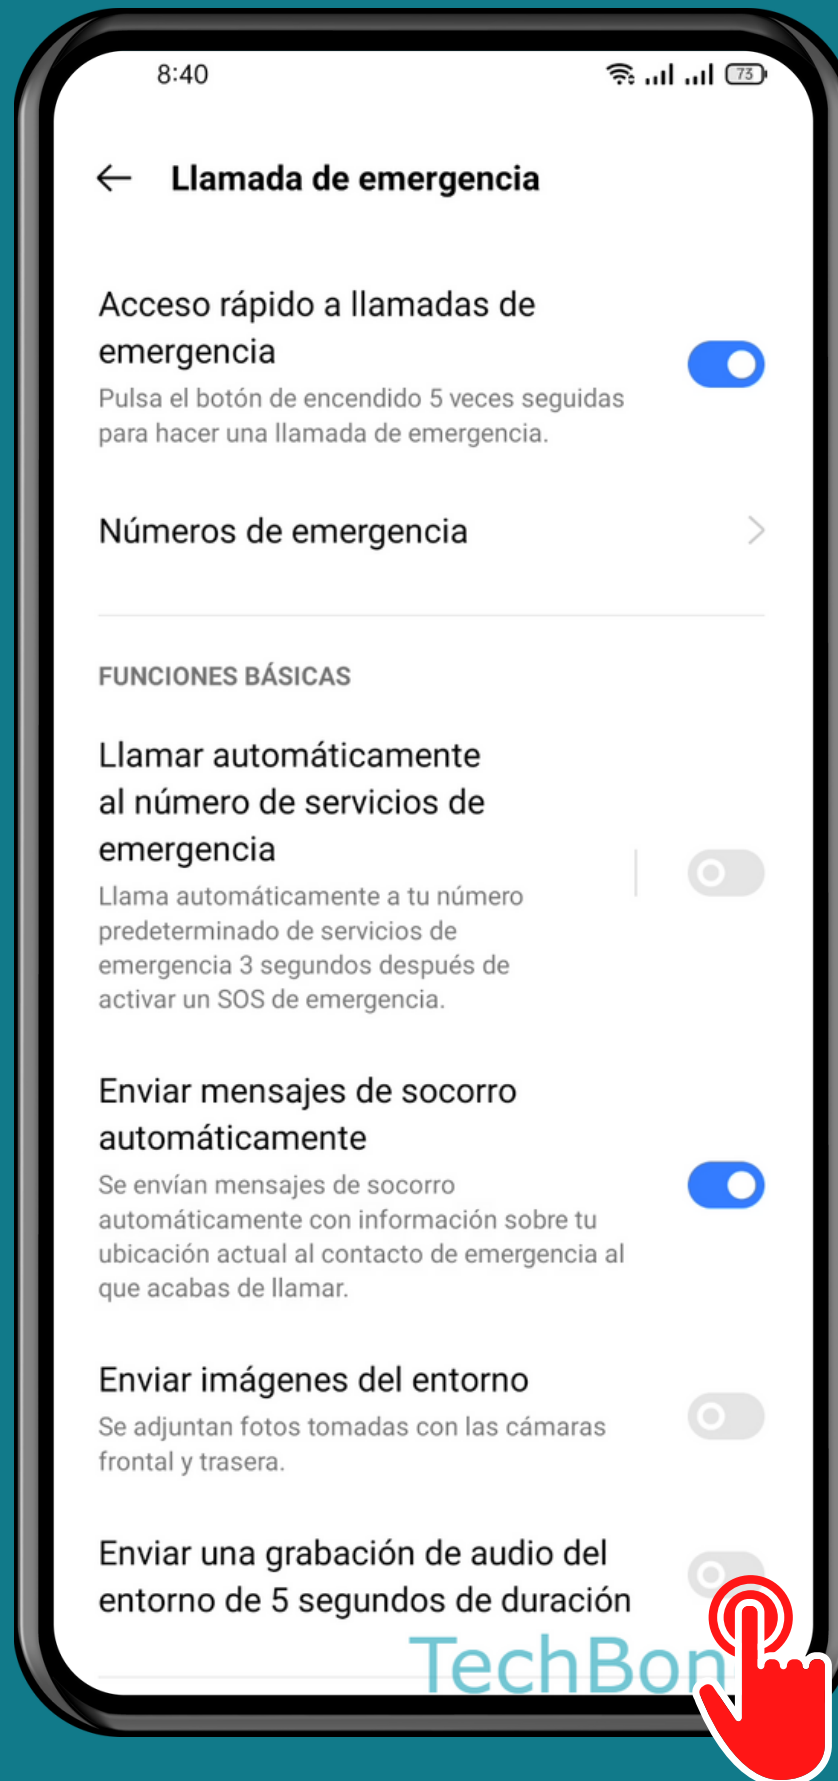 8:40
73
Llamada de emergencia
Acceso rápido a llamadas de
emergencia
Pulsa el botón de encendido 5 veces seguidas
para hacer una llamada de emergencia.
Números de emergencia
FUNCIONES BÁSICAS
Llamar automáticamente
al número de servicios de
emergencia
Llama automáticamente a tu número
predeterminado de servicios de
emergencia 3 segundos después de
activar un SOS de emergencia.
Enviar mensajes de socorro
automáticamente
Se envían mensajes de socorro
automáticamente con información sobre tu
ubicación actual al contacto de emergencia al
que acabas de llamar.
Enviar imágenes del entorno
Se adjuntan fotos tomadas con las cámaras
frontal y trasera.
Enviar una grabación de audio del
entorno de 5 segundos de duración
TechBon